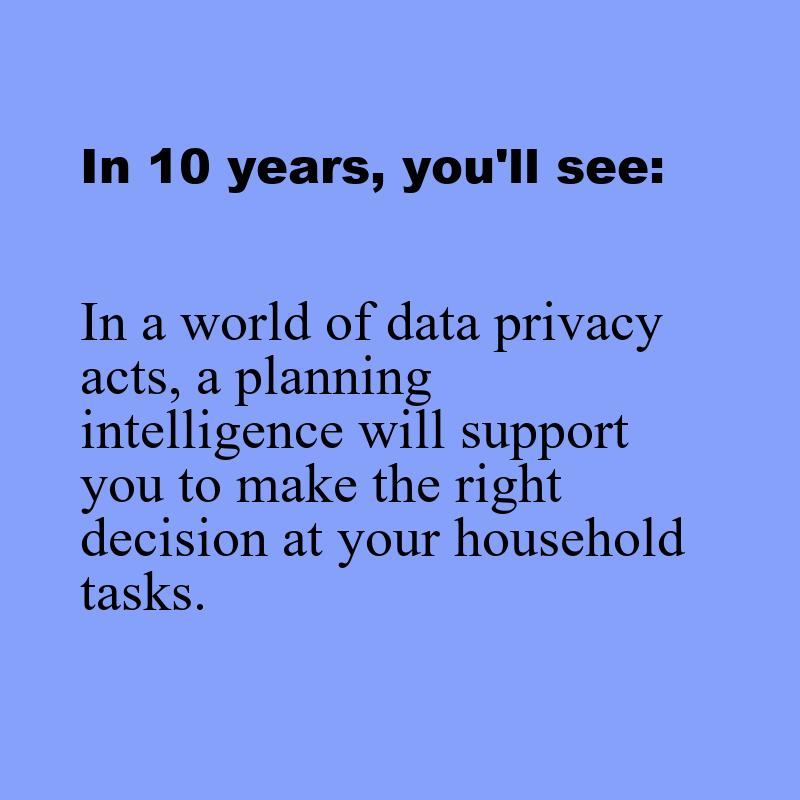 In 10 years, you'll see:
In a world of data privacy
acts, a planning
intelligence will support
you to make the right
decision at your household
tasks.